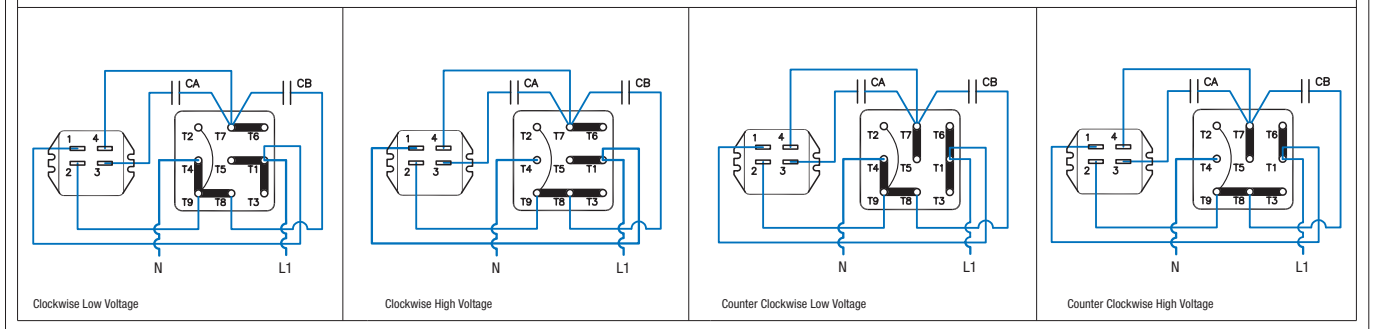 CA CB
1 4
T2 T7 T6
2 3
T4 T5 T1
T9 T8 T3
N L1
Clockwise Low Voltage
CA CB
1 4
T2 T7 T6
2 3
T4 T5 T1
T9 T8 T3
N L1
Clockwise High Voltage
CA CB
1 4
T2 T7 T6
2 3
T4 T5 T1
T9 T8 T3
N L1
Counter Clockwise Low Voltage
CA CB
1 4
T2 T7 T6
2 3
T4 T5 T1
T9 T8 T3
N L1
Counter Clockwise High Voltage